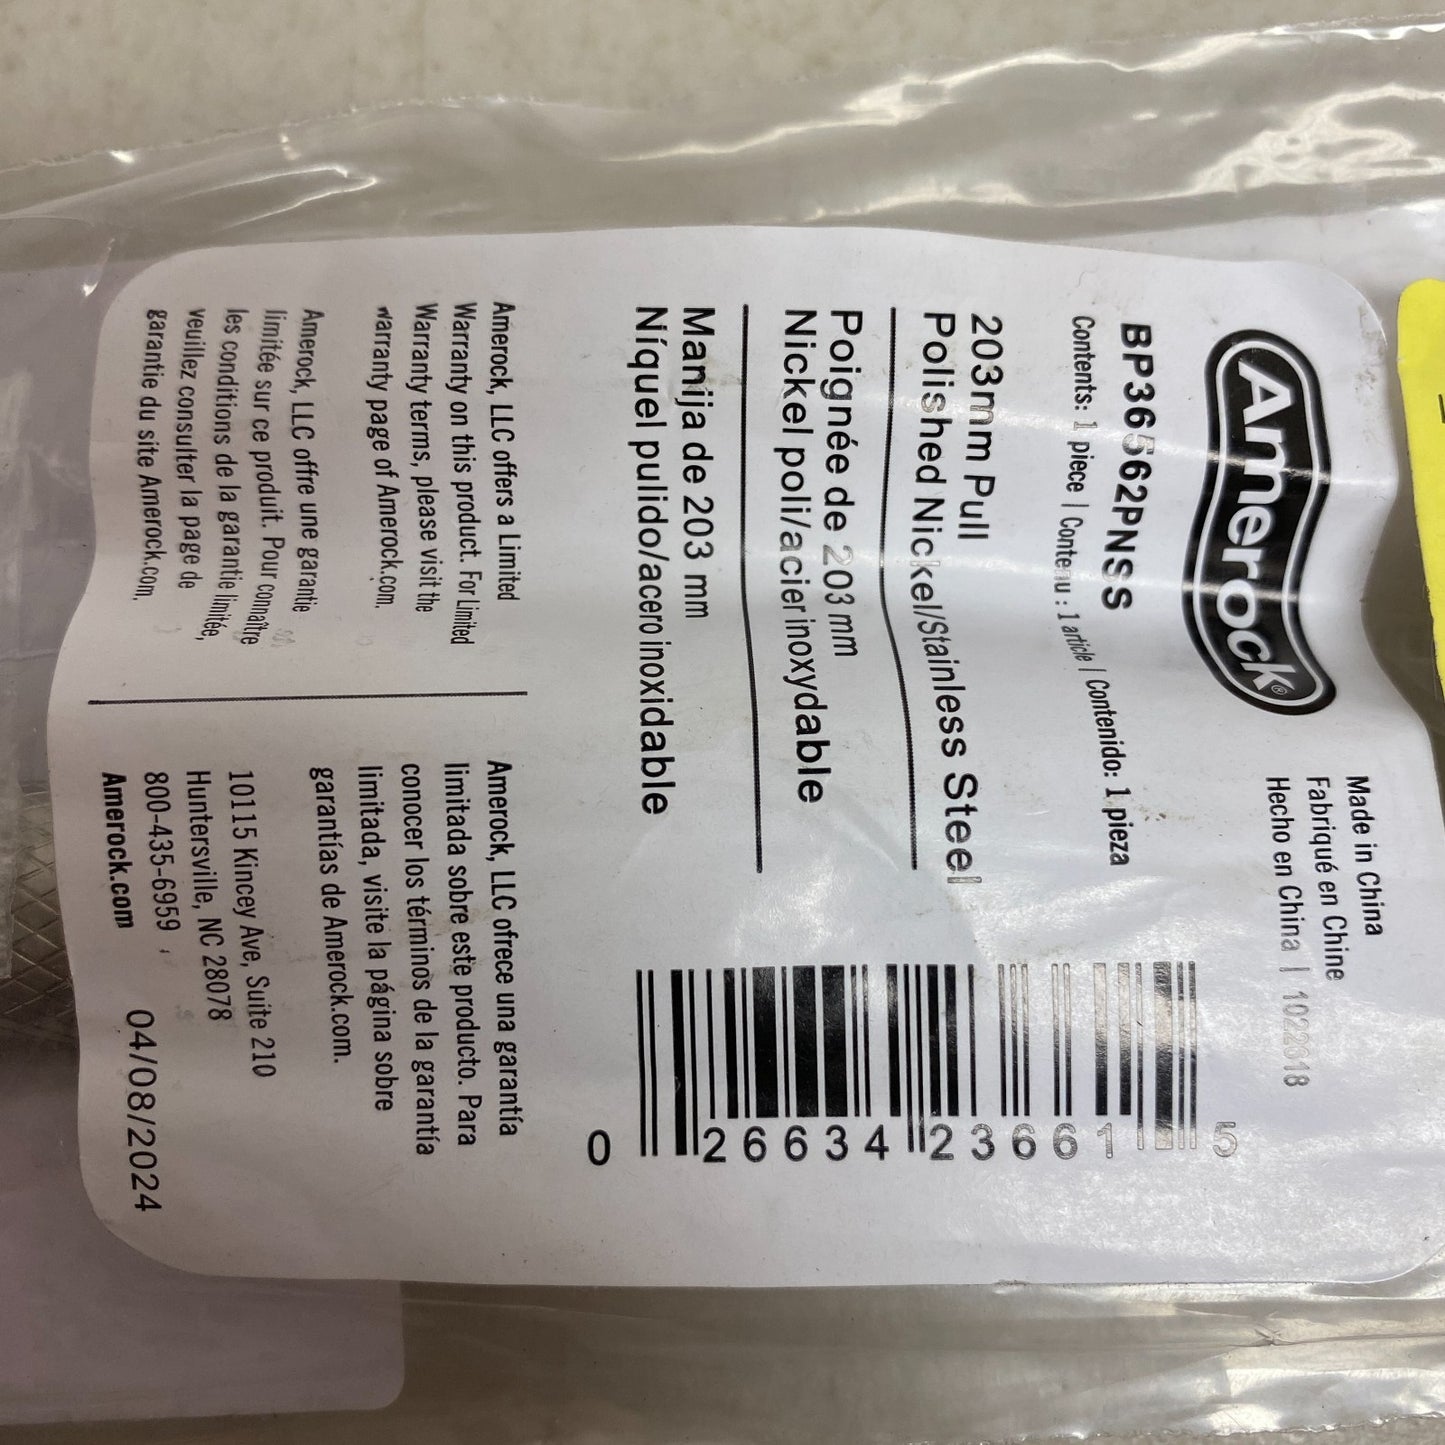 Amerock®
Made in China
Fabriqué en Chine
Hecho en China | 102318
BP36562PNSS
Contents: 1 piece | Contenu : 1 article | Contenido: 1 pieza
203mm Pull
Polished Nickel/Stainless Steel
Poignée de 203 mm
Nickel poli/acier inoxydable
Manija de 203 mm
Níquel pulido/acero inoxidable
0 26634 23661 5
Amerock, LLC offers a Limited
Warranty on this product. For Limited
Warranty terms, please visit the
warranty page of Amerock.com.
Amerock, LLC offre une garantie
limitée sur ce produit. Pour connaître
les conditions de la garantie limitée,
veuillez consulter la page de
garantie du site Amerock.com.
Amerock, LLC ofrece una garantía
limitada sobre este producto. Para
conocer los términos de la garantía
limitada, visite la página sobre
garantías de Amerock.com.
10115 Kincey Ave, Suite 210
Huntersville, NC 28078
800-435-6959
Amerock.com
04/08/2024